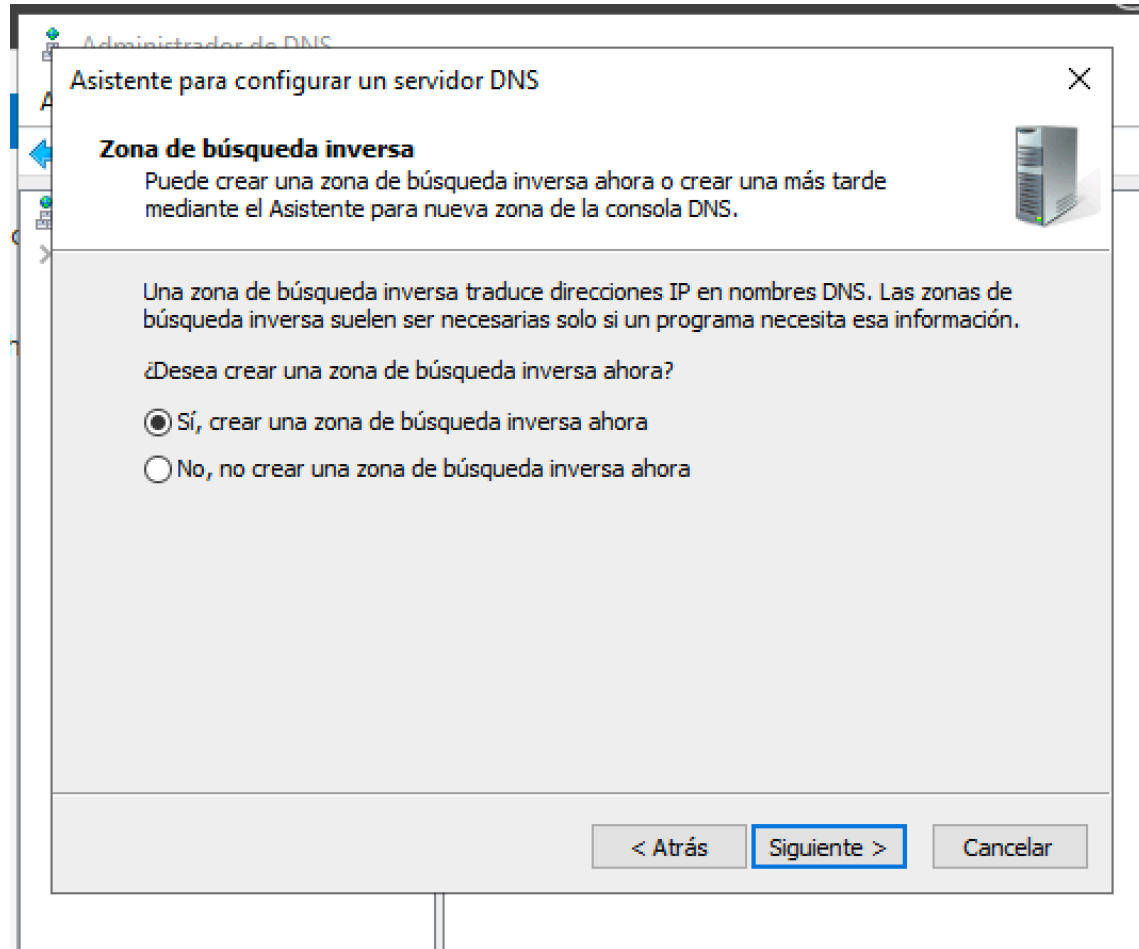 Administrador de DNS
Asistente para configurar un servidor DNS
Zona de búsqueda inversa
Puede crear una zona de búsqueda inversa ahora o crear una más tarde
mediante el Asistente para nueva zona de la consola DNS.
Una zona de búsqueda inversa traduce direcciones IP en nombres DNS. Las zonas de
búsqueda inversa suelen ser necesarias solo si un programa necesita esa información.
¿Desea crear una zona de búsqueda inversa ahora?
Sí, crear una zona de búsqueda inversa ahora
No, no crear una zona de búsqueda inversa ahora
< Atrás
Siguiente >
Cancelar